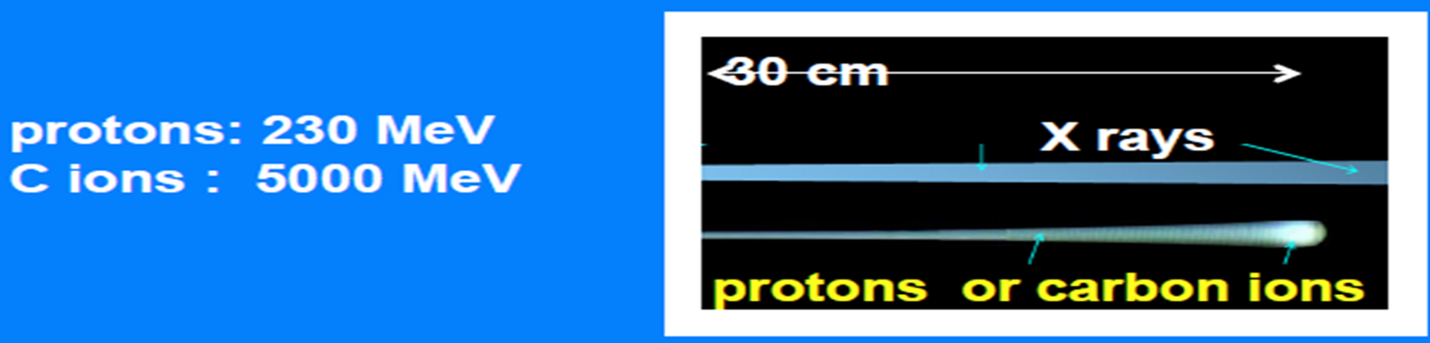 protons: 230 MeV
C ions : 5000 MeV
30 cm
X rays
protons or carbon ions